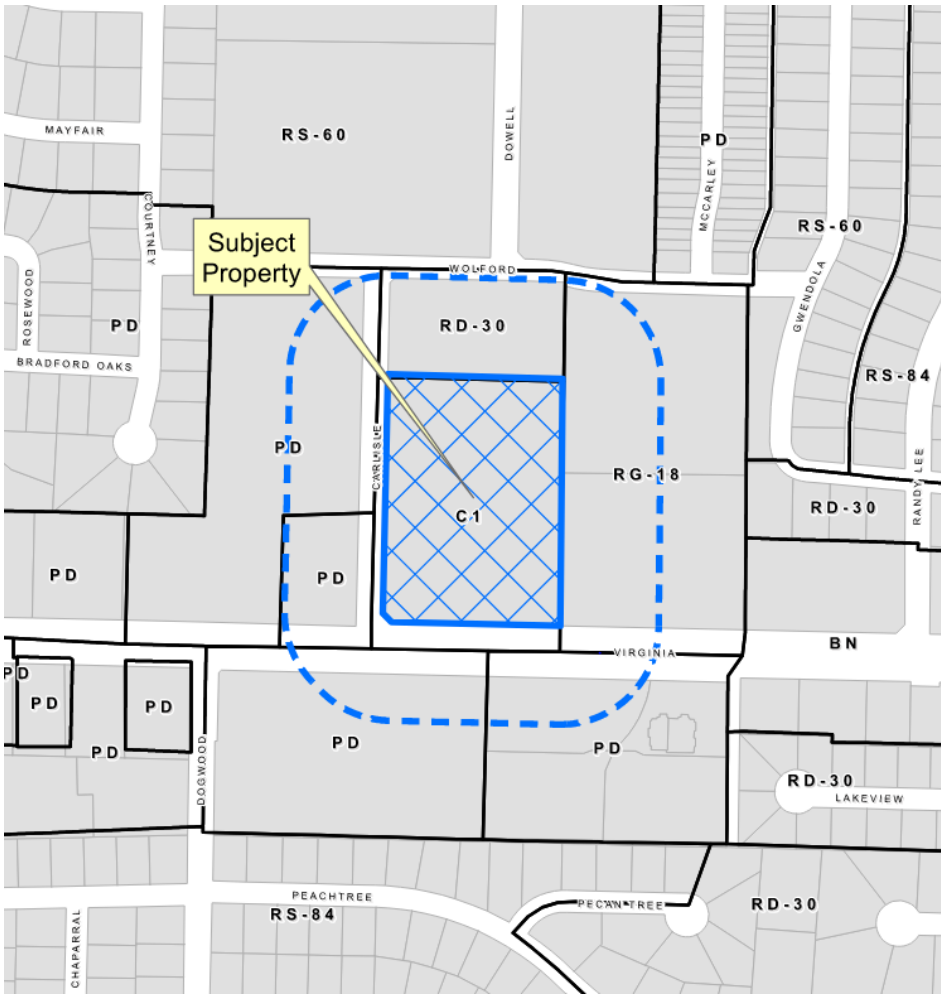 DOWELL
RS-60
MAYFAIR
PD
MCCARLEY
COURTNEY
RS-60
Subject
Property
WOLFORD
GWENDOLA
ROSEWOOD
PD
RD-30
BRADFORD OAKS
RS-84
PD
CARLISLE
RG-18
RANDY LEE
C1
RD-30
PD
PD
BN
VIRGINIA
PD
PD
PD
PD
PD
PD
DOGWOOD
RD-30
LAKEVIEW
PEACHTREE
RS-84
PECAN TREE
RD-30
CHAPARRAL